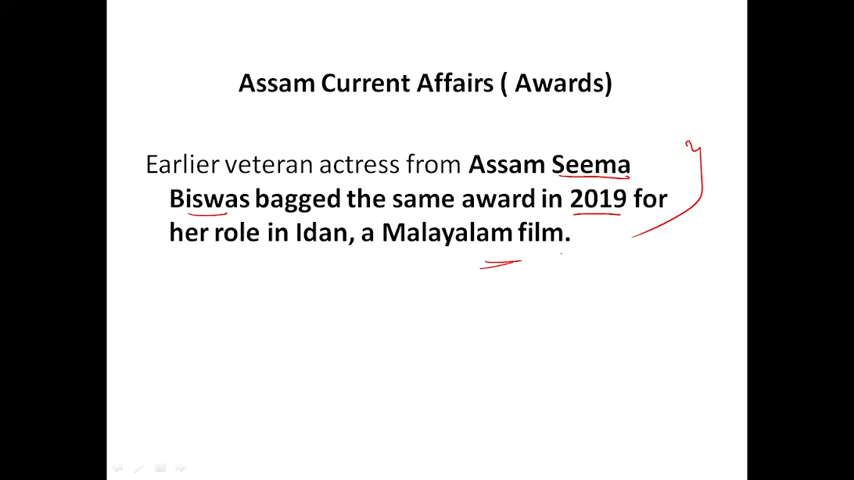 Assam Current Affairs ( Awards)
Earlier veteran actress from Assam Seema
Biswas bagged the same award in 2019 for
her role in Idan, a Malayalam film.